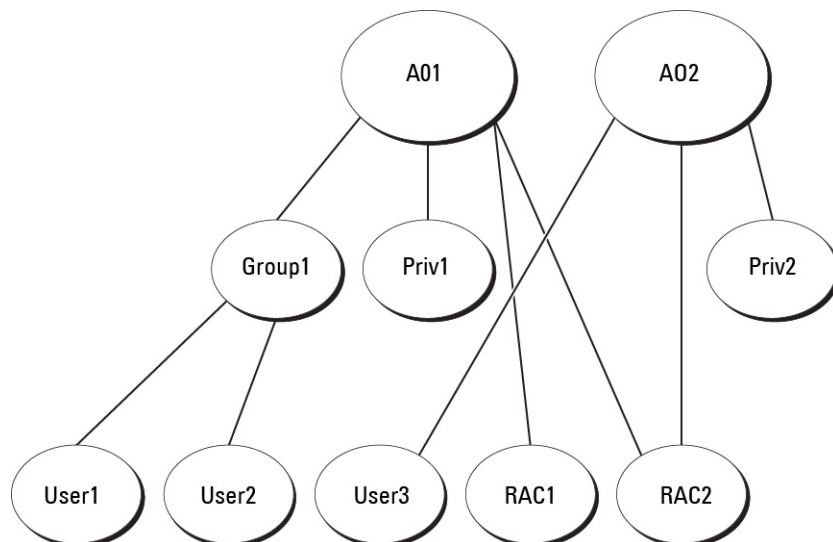 A01
AO2
Group1
Priv1
Priv2
User1
User2
User3
RAC1
RAC2